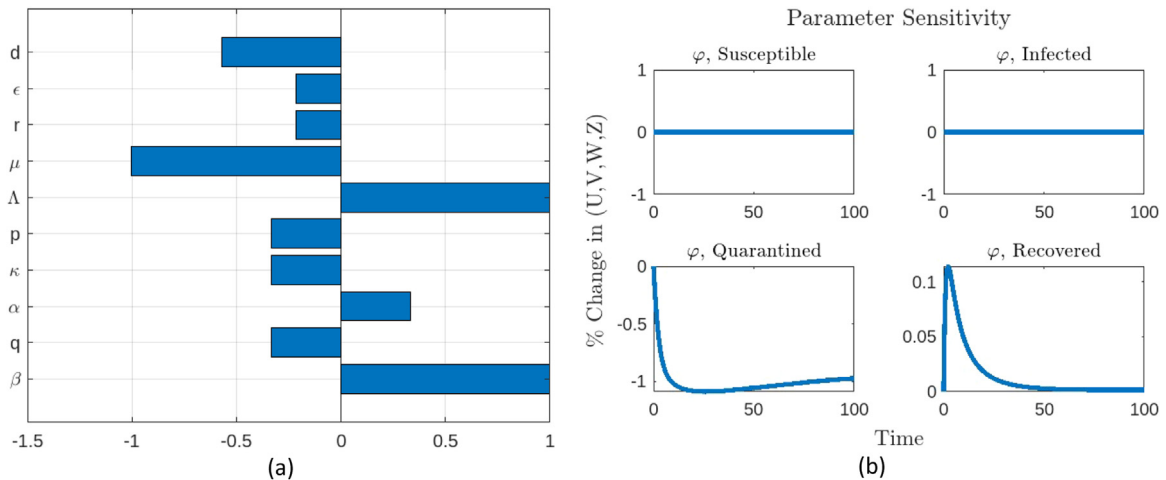 d
ϵ
r
μ
Λ
p
κ
α
q
β
-1.5 -1 -0.5 0 0.5 1
(a)
Parameter Sensitivity
% Change in (U,V,W,Z)
φ, Susceptible
1
0
-1
0 50 100
φ, Infected
1
0
-1
0 50 100
φ, Quarantined
0
-0.5
-1
0 50 100
φ, Recovered
0.1
0.05
0
0 50 100
Time
(b)